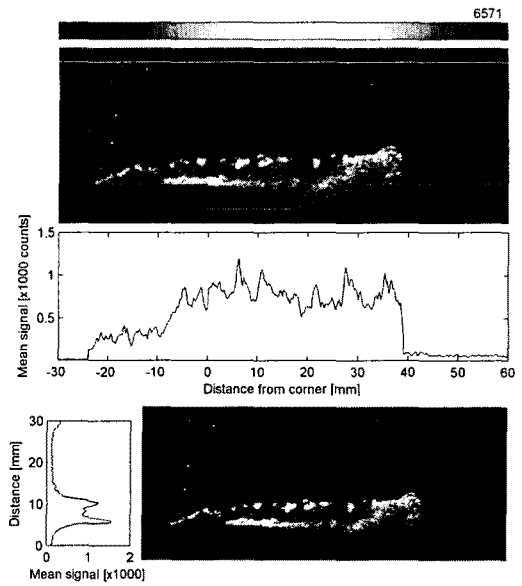 6571
Mean signal [x1000 counts]
1.5
1
0.5
-30 -20 -10 0 10 20 30 40 50 60
Distance from corner [mm]
Distance [mm]
30
20
10
0
0 1 2
Mean signal [x1000]